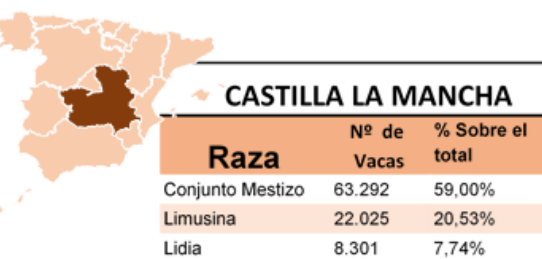 CASTILLA LA MANCHA
Raza Nº de Vacas % Sobre el total
Conjunto Mestizo 63.292 59,00%
Limusina 22.025 20,53%
Lidia 8.301 7,74%